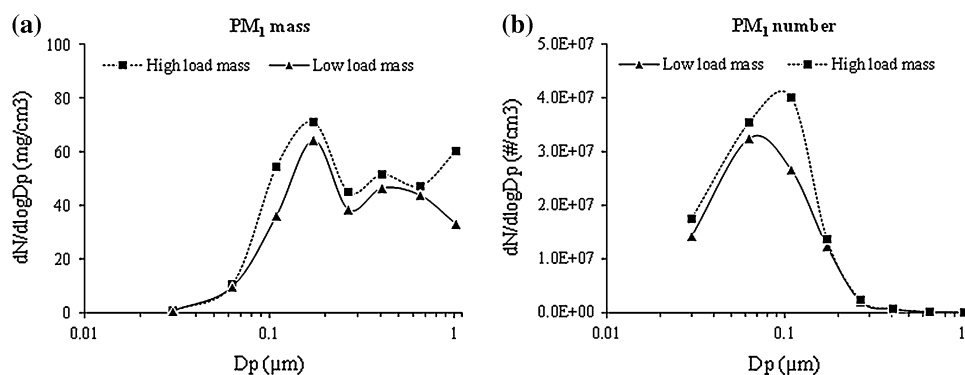 (a)
PM1 mass
High load mass
Low load mass
dN/dlogDp (mg/cm3)
100
80
60
40
20
0
0.01
0.1
1
Dp (μm)
(b)
PM1 number
Low load mass
High load mass
dN/dlogDp (#/cm3)
5.0E+07
4.0E+07
3.0E+07
2.0E+07
1.0E+07
0.0E+00
0.01
0.1
1
Dp (μm)